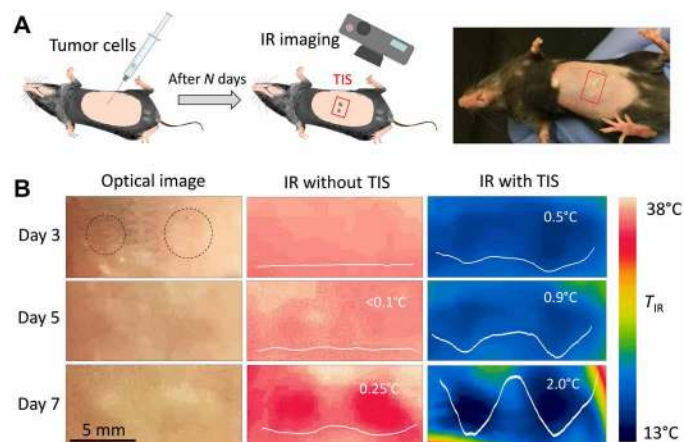 A
Tumor cells
IR imaging
After N days
TIS
B
Optical image
IR without TIS
IR with TIS
Day 3
0.5°C
38°C
Day 5
<0.1°C
0.9°C
T_IR
Day 7
0.25°C
2.0°C
5 mm
13°C